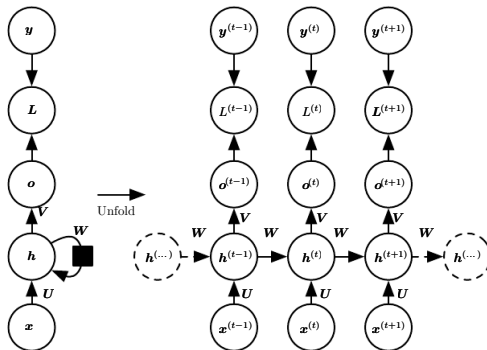 y y^(t−1) y^(t) y^(t+1)
L L^(t−1) L^(t) L^(t+1)
o o^(t−1) o^(t) o^(t+1)
Unfold
V V V V
W W W W W
h h^(...) h^(t−1) h^(t) h^(t+1) h^(...)
U U U U
x x^(t−1) x^(t) x^(t+1)